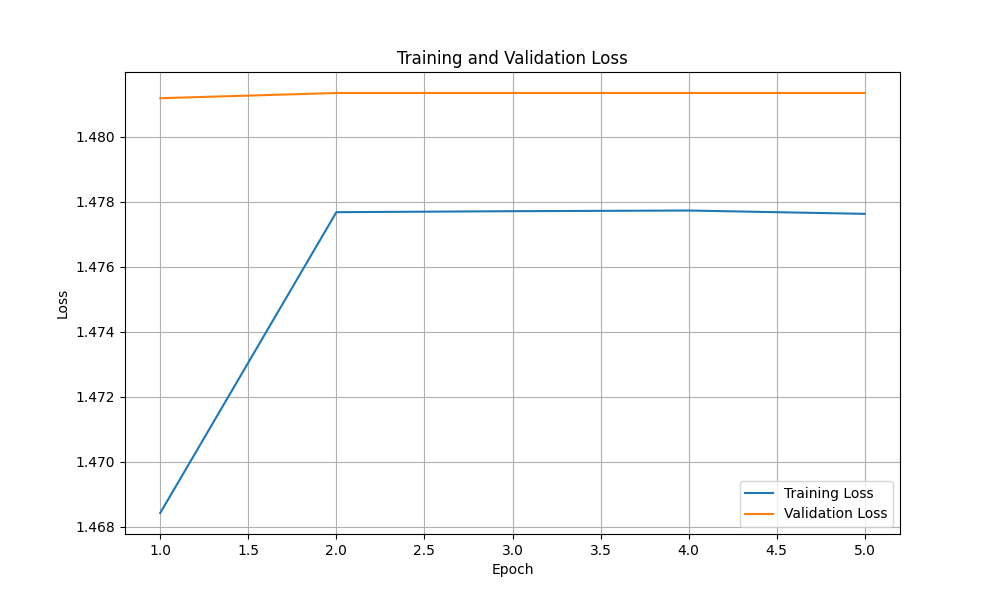 Training and Validation Loss
1.480
1.478
1.476
1.474
1.472
1.470
1.468
Loss
Training Loss
Validation Loss
1.0 1.5 2.0 2.5 3.0 3.5 4.0 4.5 5.0
Epoch